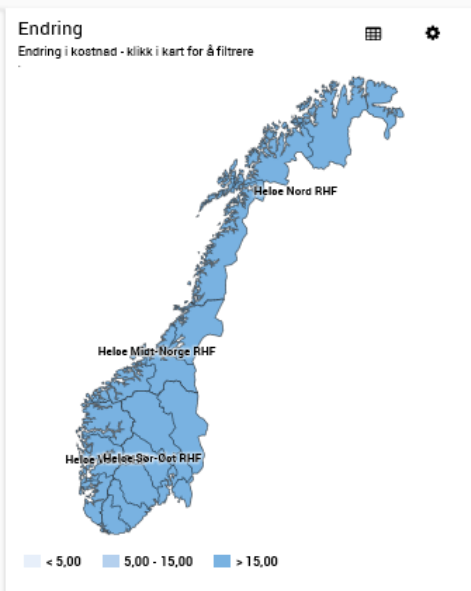 Endring
Endring i kostnad - klikk i kart for å filtrere
Helse Nord RHF
Helse Midt-Norge RHF
Helse Sør-Øst RHF
< 5,00 5,00 - 15,00 > 15,00